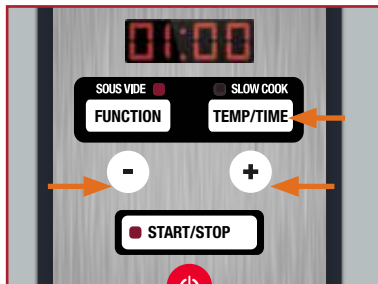 01:00
SOUS VIDE SLOW COOK
FUNCTION TEMP/TIME
- +
START/STOP